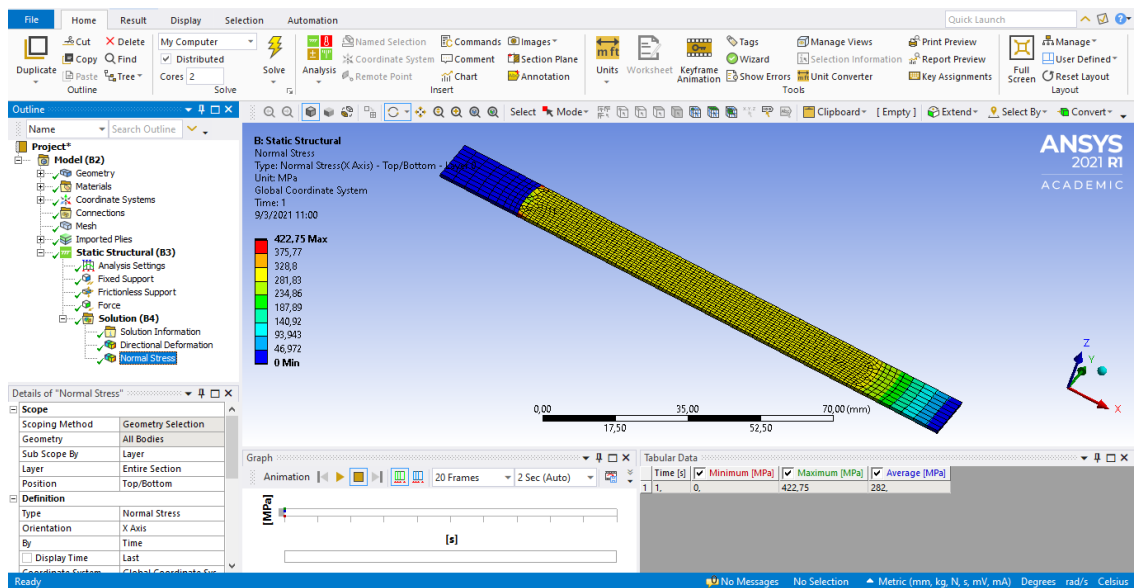 File Home Result Display Selection Automation Quick Launch
Cut Delete My Computer Named Selection Commands Images Tags Manage Views Print Preview Manage
Copy Find Distributed Coordinate System Comment Section Plane Wizard Selection Information Report Preview User Defined
Duplicate Paste Tree Cores 2 Solve Analysis Remote Point Chart Annotation Units Worksheet Keyframe Animation Show Errors Unit Converter Key Assignments Full Screen Reset Layout
Outline Solve Insert Tools Layout
Outline Select Mode Clipboard [ Empty ] Extend Select By Convert
Name Search Outline
Project*
Model (B2)
Geometry
Materials
Coordinate Systems
Connections
Mesh
Imported Plies
Static Structural (B3)
Analysis Settings
Fixed Support
Frictionless Support
Force
Solution (B4)
Solution Information
Directional Deformation
Normal Stress
B: Static Structural
Normal Stress
Type: Normal Stress(X Axis) - Top/Bottom -
Unit: MPa
Global Coordinate System
Time: 1
9/3/2021 11:00
422,75 Max
375,77
328,8
281,83
234,86
187,89
140,92
93,943
46,972
0 Min
ANSYS
2021 R1
ACADEMIC
Z
Y
X
0,00 35,00 70,00 (mm)
17,50 52,50
Details of "Normal Stress"
Scope
Scoping Method Geometry Selection
Geometry All Bodies
Sub Scope By Layer
Layer Entire Section
Position Top/Bottom
Definition
Type Normal Stress
Orientation X Axis
By Time
Display Time Last
Graph
Animation 20 Frames 2 Sec (Auto)
[MPa]
[s]
Tabular Data
Time [s] Minimum [MPa] Maximum [MPa] Average [MPa]
1 1, 0, 422,75 282,
Ready No Messages No Selection Metric (mm, kg, N, s, mV, mA) Degrees rad/s Celsius